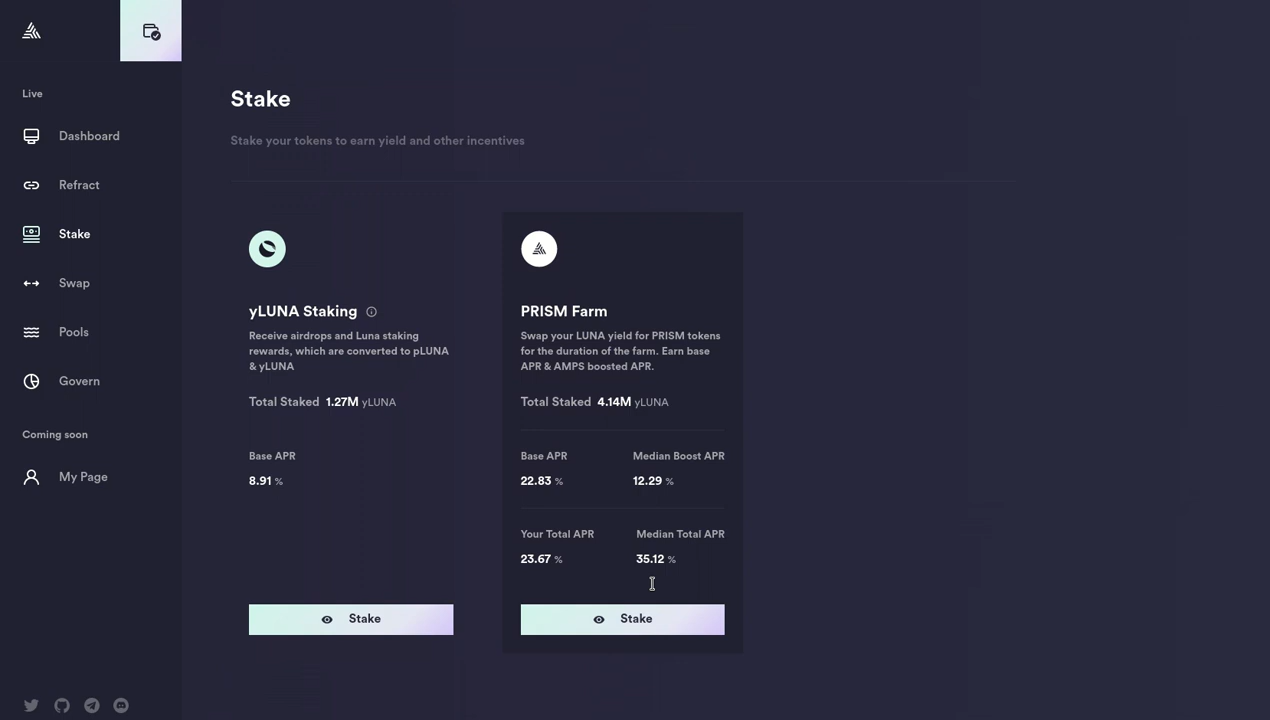 Live
Dashboard
Refract
Stake
Swap
Pools
Govern
Coming soon
My Page
Stake
Stake your tokens to earn yield and other incentives
yLUNA Staking
Receive airdrops and Luna staking
rewards, which are converted to pLUNA
& yLUNA
Total Staked 1.27M yLUNA
Base APR
8.91 %
Stake
PRISM Farm
Swap your LUNA yield for PRISM tokens
for the duration of the farm. Earn base
APR & AMPS boosted APR.
Total Staked 4.14M yLUNA
Base APR Median Boost APR
22.83 % 12.29 %
Your Total APR Median Total APR
23.67 % 35.12 %
Stake